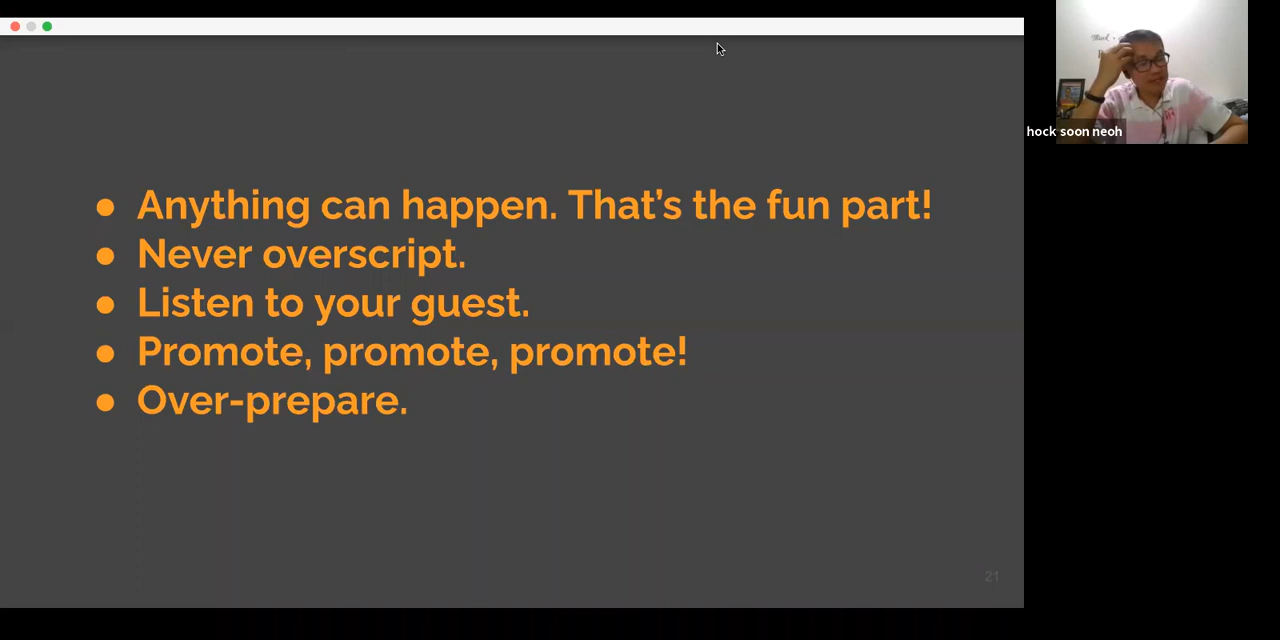 ● Anything can happen. That’s the fun part!
● Never overscript.
● Listen to your guest.
● Promote, promote, promote!
● Over-prepare.
21
hock soon neoh